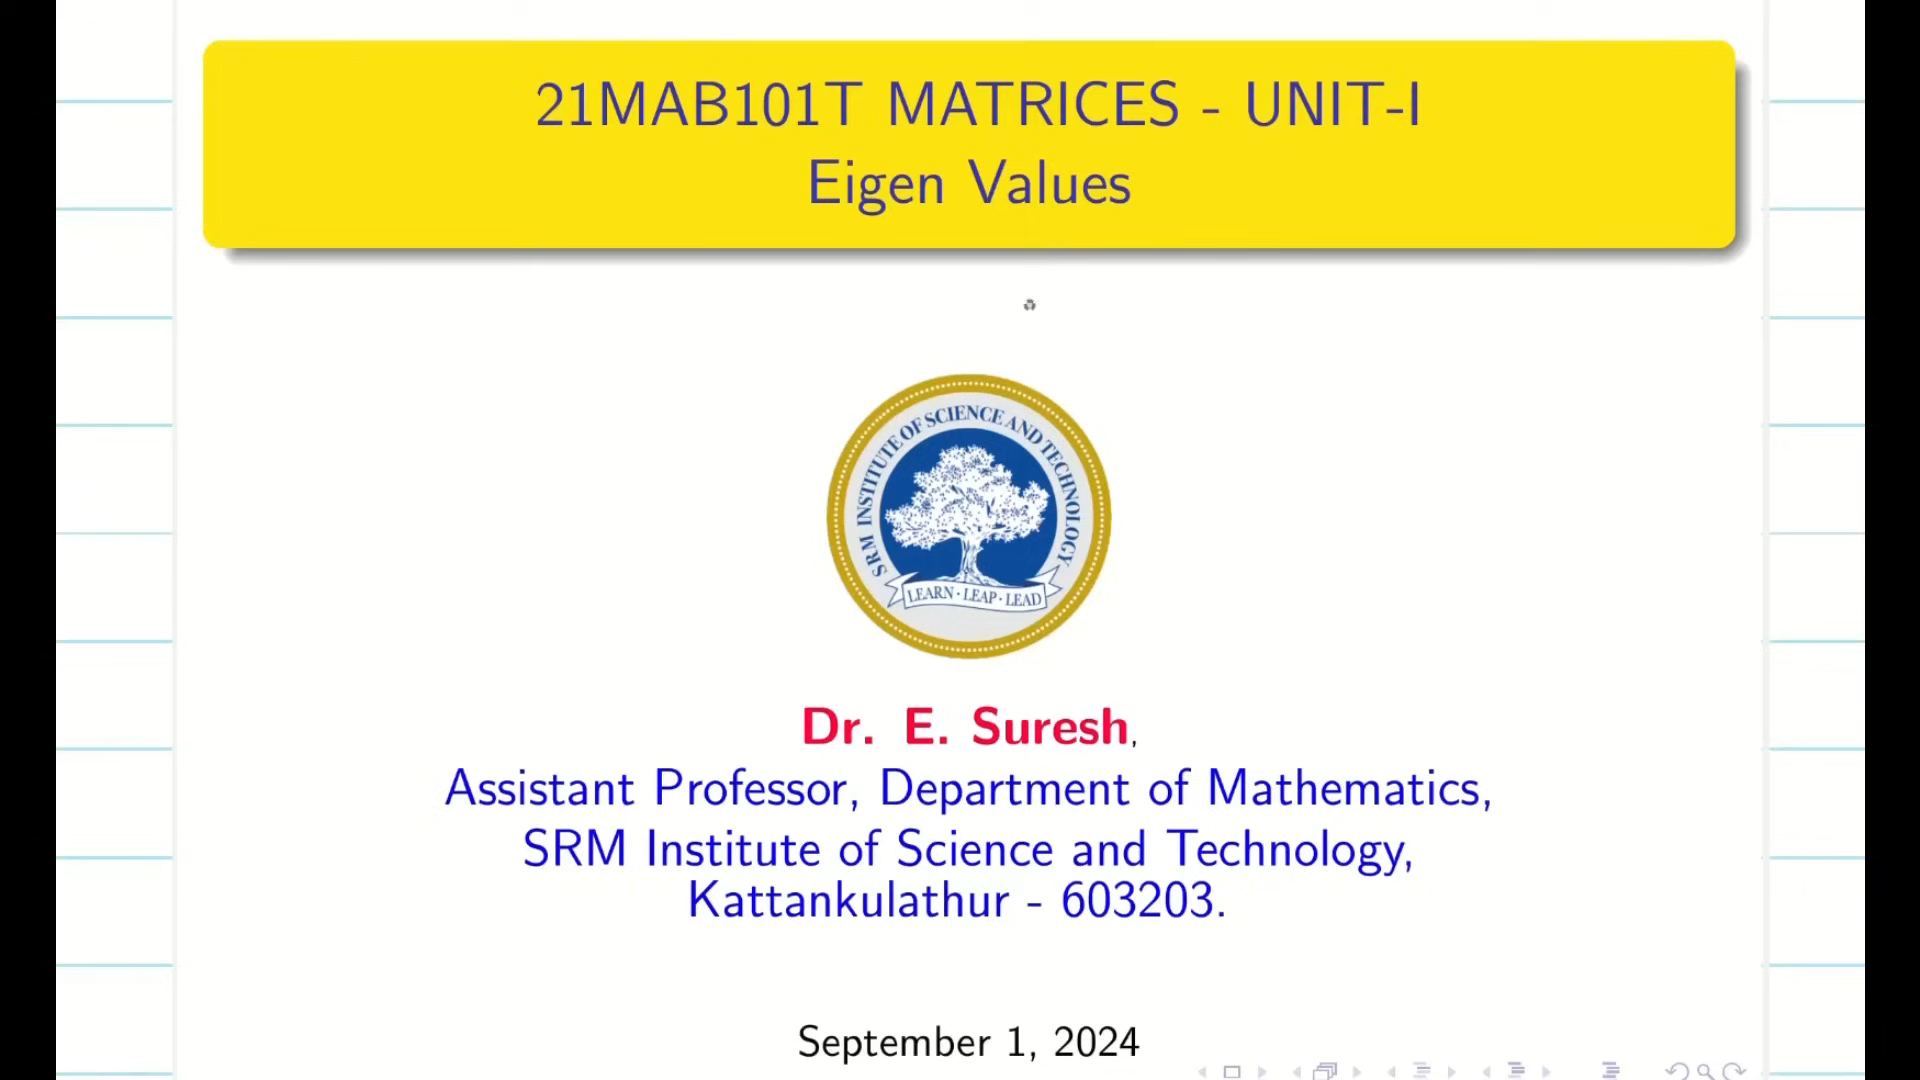 21MAB101T MATRICES - UNIT-I
Eigen Values
SRM INSTITUTE OF SCIENCE AND TECHNOLOGY
LEARN · LEAP · LEAD
Dr. E. Suresh,
Assistant Professor, Department of Mathematics,
SRM Institute of Science and Technology,
Kattankulathur - 603203.
September 1, 2024